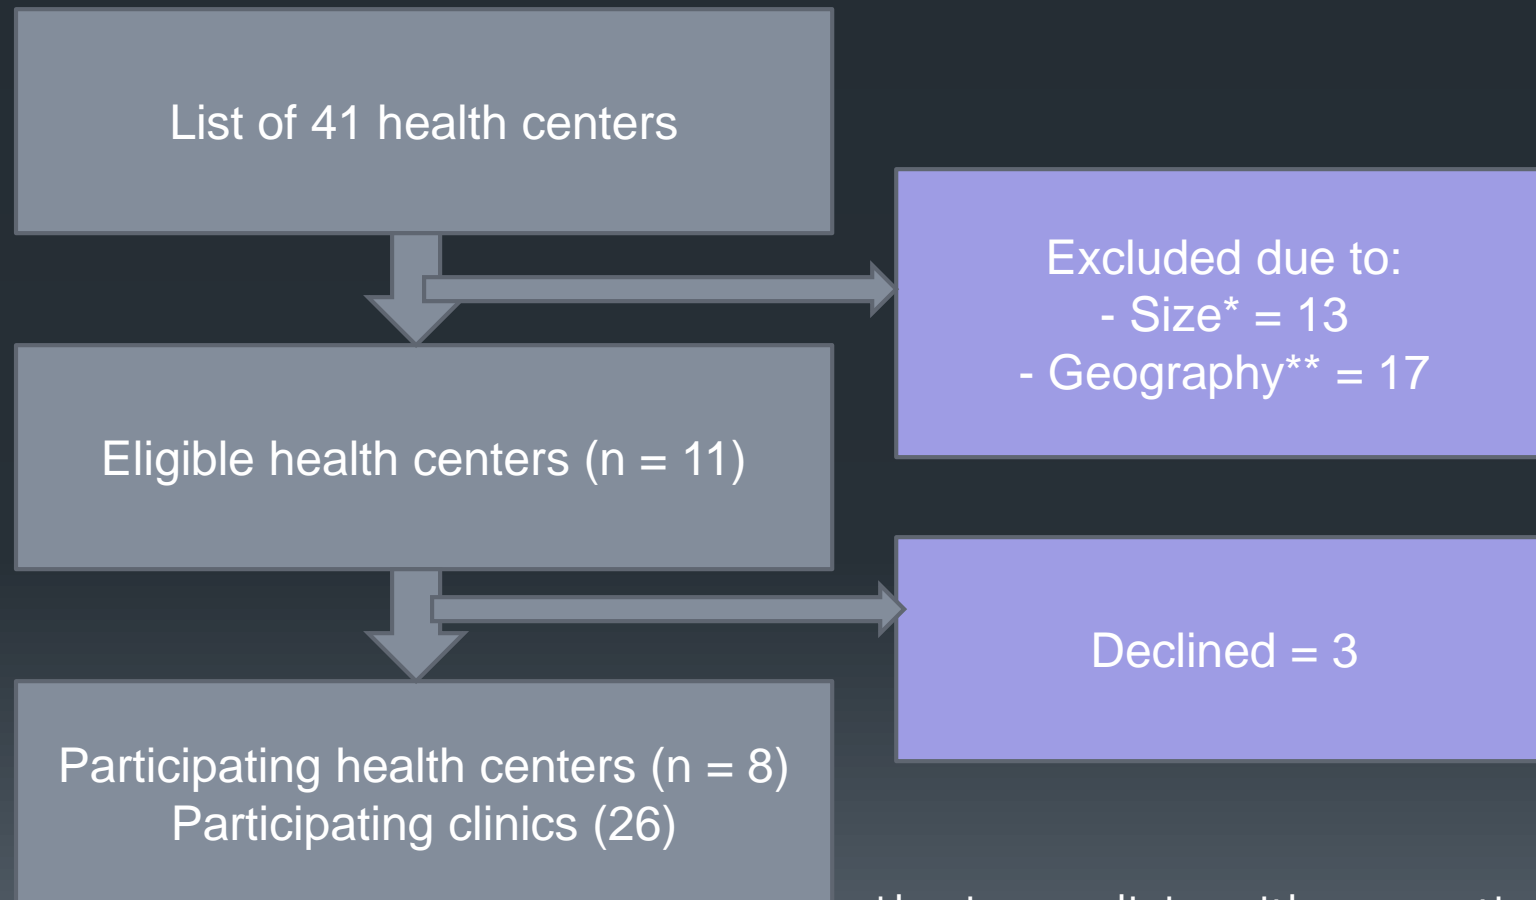 List of 41 health centers
Excluded due to:
- Size* = 13
- Geography** = 17
Eligible health centers (n = 11)
Declined = 3
Participating health centers (n = 8)
Participating clinics (26)